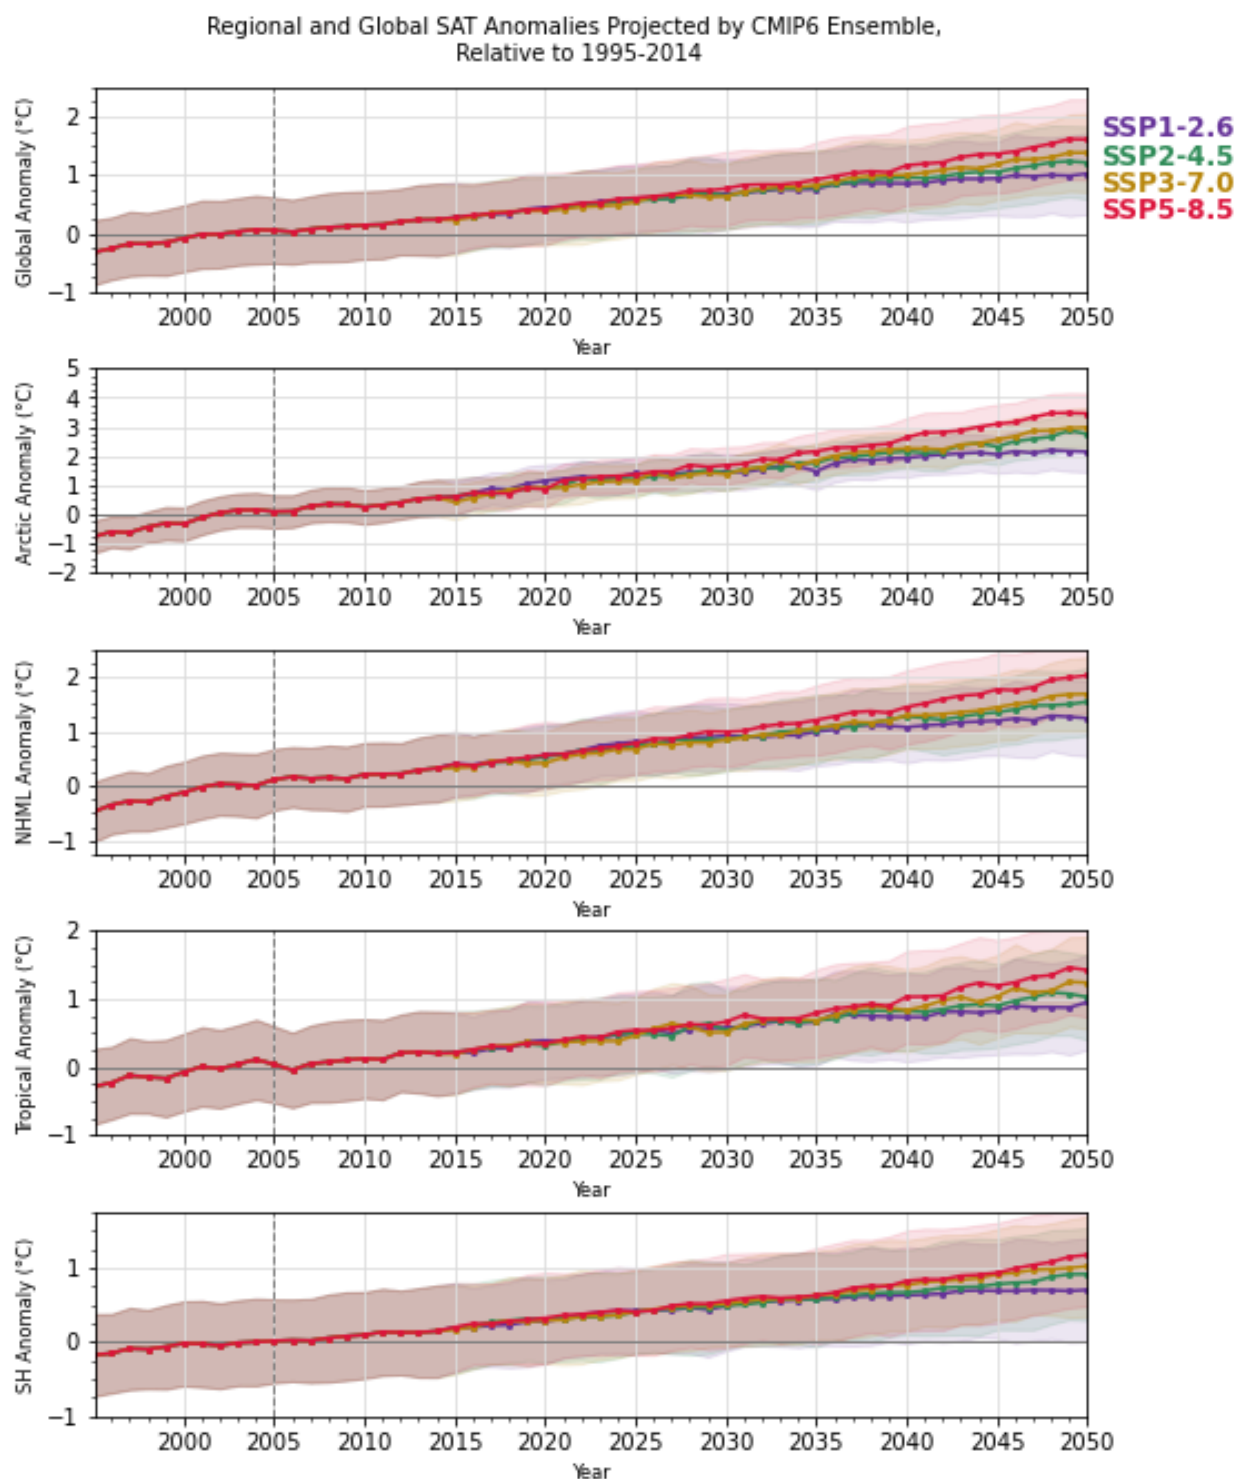 Regional and Global SAT Anomalies Projected by CMIP6 Ensemble,
Relative to 1995-2014
Global Anomaly (°C)
2
1
0
−1
2000 2005 2010 2015 2020 2025 2030 2035 2040 2045 2050
Year
SSP1-2.6
SSP2-4.5
SSP3-7.0
SSP5-8.5
Arctic Anomaly (°C)
5
4
3
2
1
0
−1
−2
2000 2005 2010 2015 2020 2025 2030 2035 2040 2045 2050
Year
NHML Anomaly (°C)
2
1
0
−1
2000 2005 2010 2015 2020 2025 2030 2035 2040 2045 2050
Year
Tropical Anomaly (°C)
2
1
0
−1
2000 2005 2010 2015 2020 2025 2030 2035 2040 2045 2050
Year
SH Anomaly (°C)
1
0
−1
2000 2005 2010 2015 2020 2025 2030 2035 2040 2045 2050
Year